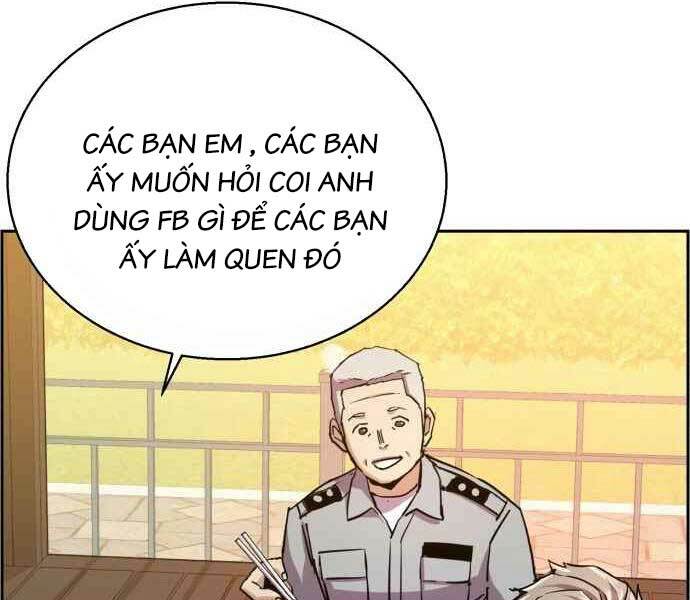 CÁC BẠN EM , CÁC BẠN
ẤY MUỐN HỎI COI ANH
DÙNG FB GÌ ĐỂ CÁC BẠN
ẤY LÀM QUEN ĐÓ